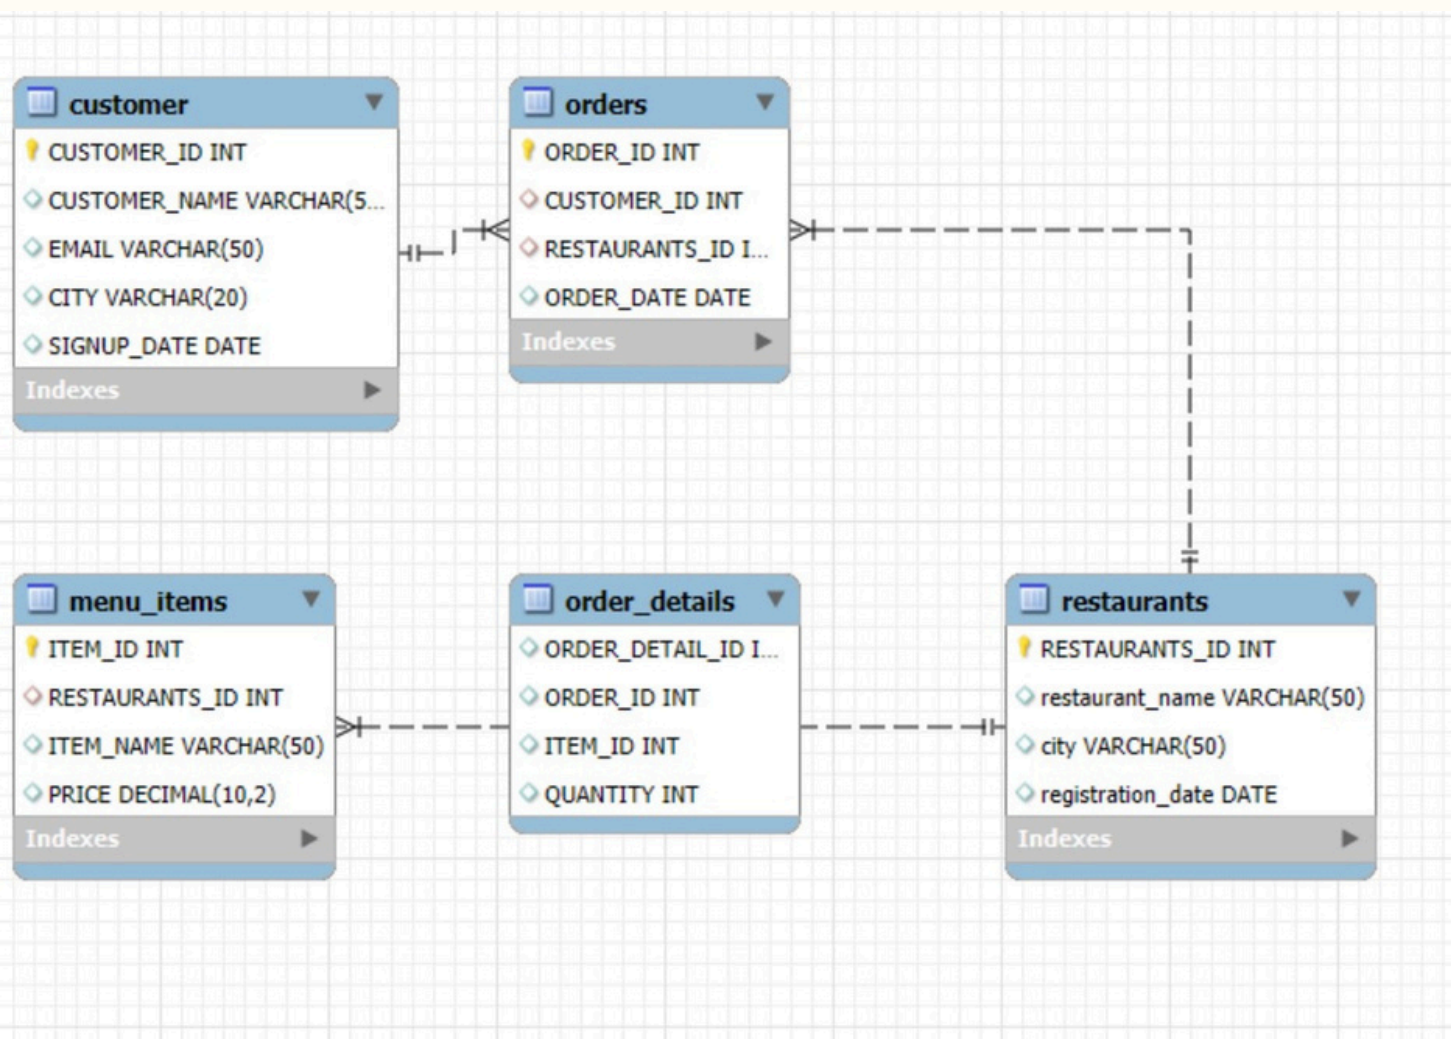 customer
CUSTOMER_ID INT
CUSTOMER_NAME VARCHAR(5...
EMAIL VARCHAR(50)
CITY VARCHAR(20)
SIGNUP_DATE DATE
Indexes
orders
ORDER_ID INT
CUSTOMER_ID INT
RESTAURANTS_ID I...
ORDER_DATE DATE
Indexes
menu_items
ITEM_ID INT
RESTAURANTS_ID INT
ITEM_NAME VARCHAR(50)
PRICE DECIMAL(10,2)
Indexes
order_details
ORDER_DETAIL_ID I...
ORDER_ID INT
ITEM_ID INT
QUANTITY INT
restaurants
RESTAURANTS_ID INT
restaurant_name VARCHAR(50)
city VARCHAR(50)
registration_date DATE
Indexes